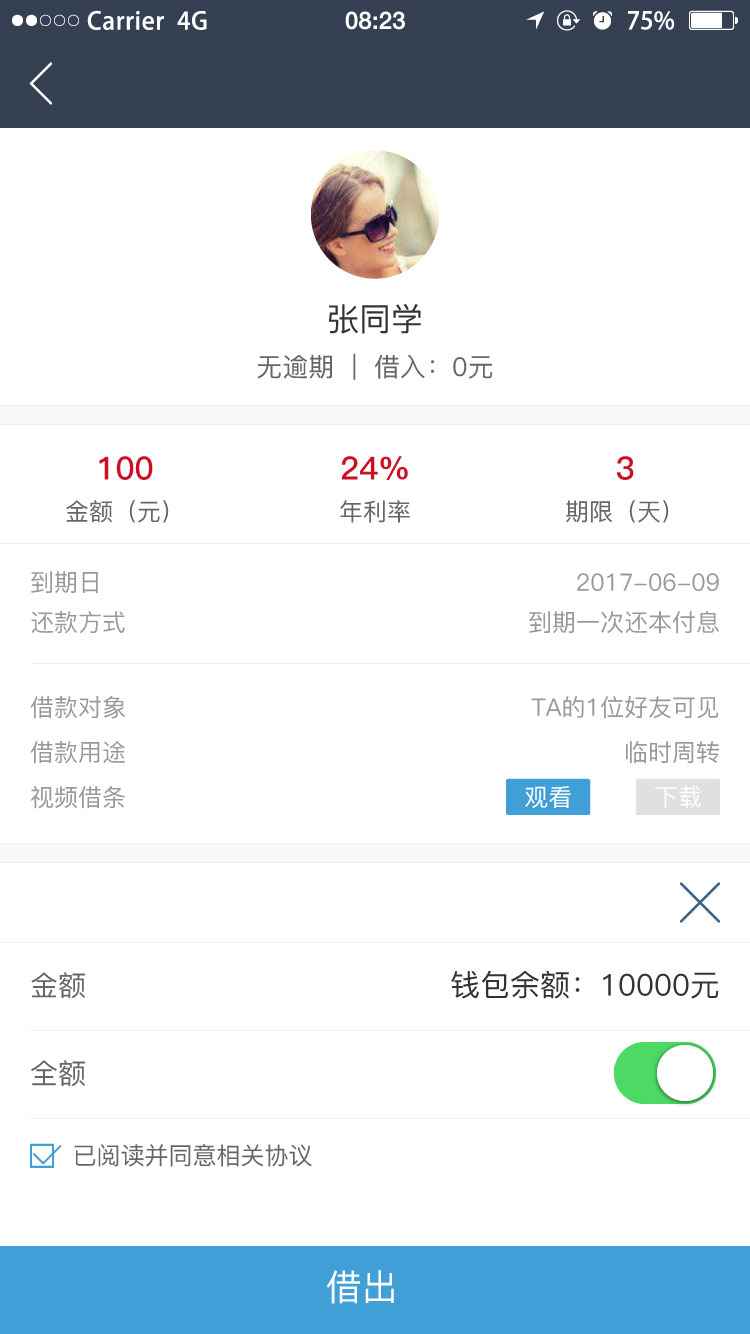 Carrier 4G 08:23 75%
张同学
无逾期 | 借入：0元
100 24% 3
金额（元） 年利率 期限（天）
到期日 2017-06-09
还款方式 到期一次还本付息
借款对象 TA的1位好友可见
借款用途 临时周转
视频借条 观看 下载
金额 钱包余额：10000元
全额
已阅读并同意相关协议
借出